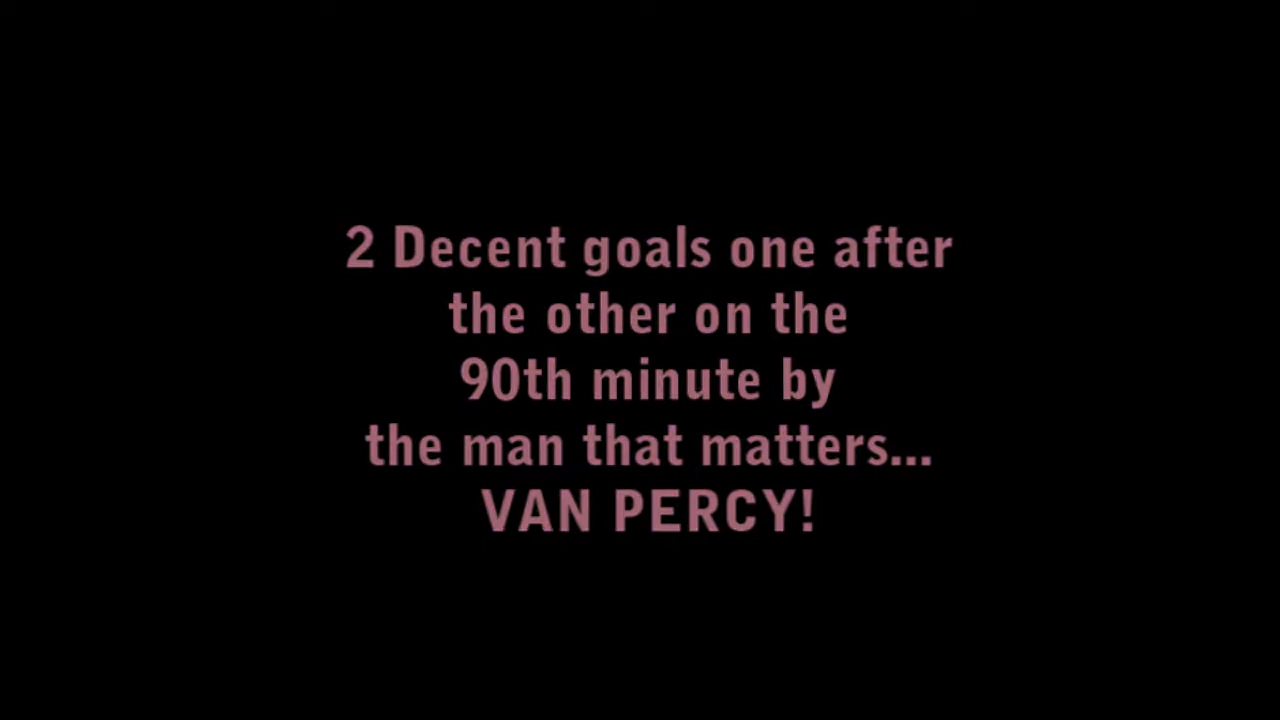 2 Decent goals one after
the other on the
90th minute by
the man that matters...
VAN PERCY!